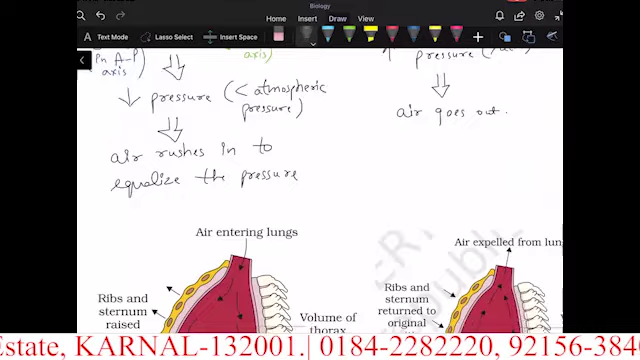 Biology
Home Insert Draw View
Text Mode Lasso Select Insert Space
in A-P
axis
axis
↓ pressure (< atmospheric
pressure)
air rushes in to
equalize the pressure
pressure
air goes out.
Air entering lungs
Ribs and
sternum
raised
Volume of
thorax
Air expelled from lun
Ribs and
sternum
returned to
original
Estate, KARNAL-132001.| 0184-2282220, 92156-384